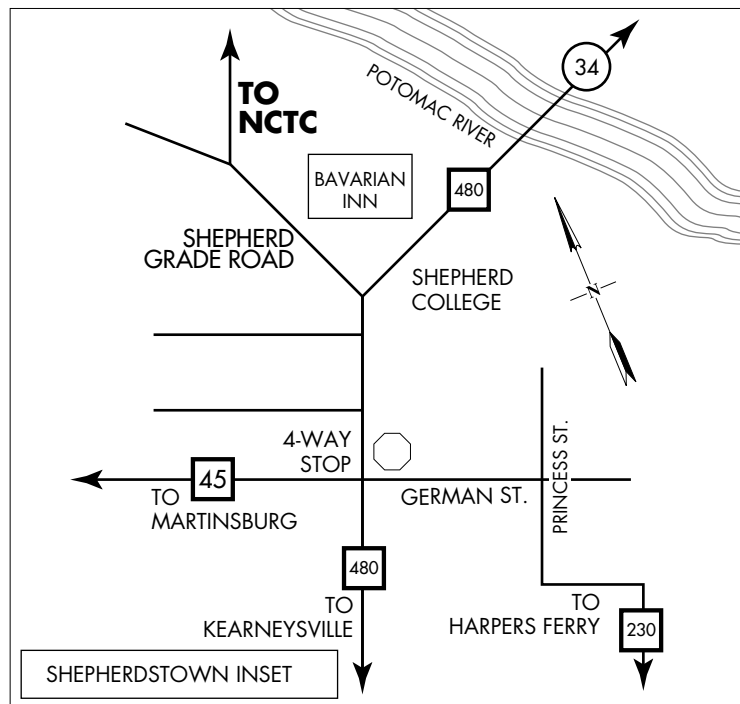 34
POTOMAC RIVER
TO
NCTC
BAVARIAN
INN
480
SHEPHERD
GRADE ROAD
SHEPHERD
COLLEGE
N
4-WAY
STOP
45
TO
MARTINSBURG
GERMAN ST.
PRINCESS ST.
480
TO
KEARNEYSVILLE
TO
HARPERS FERRY
230
SHEPHERDSTOWN INSET